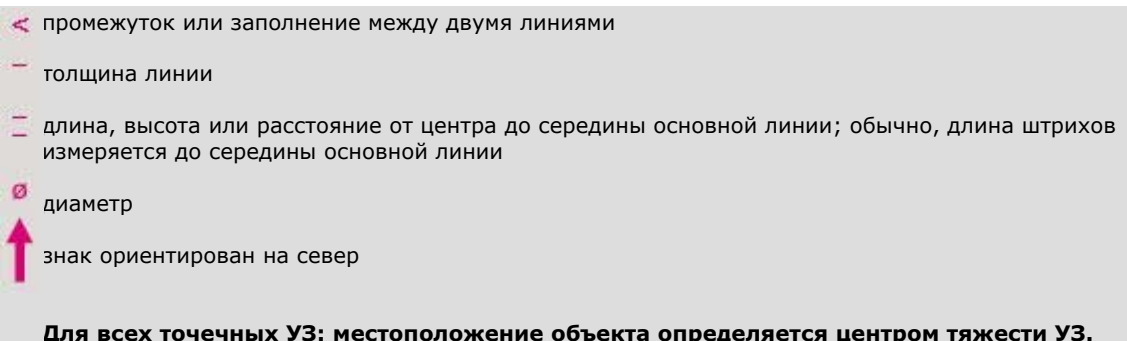 < промежуток или заполнение между двумя линиями
толщина линии
длина, высота или расстояние от центра до середины основной линии; обычно, длина штрихов
измеряется до середины основной линии
Ø диаметр
знак ориентирован на север
Для всех точечных УЗ: местоположение объекта определяется центром тяжести УЗ.